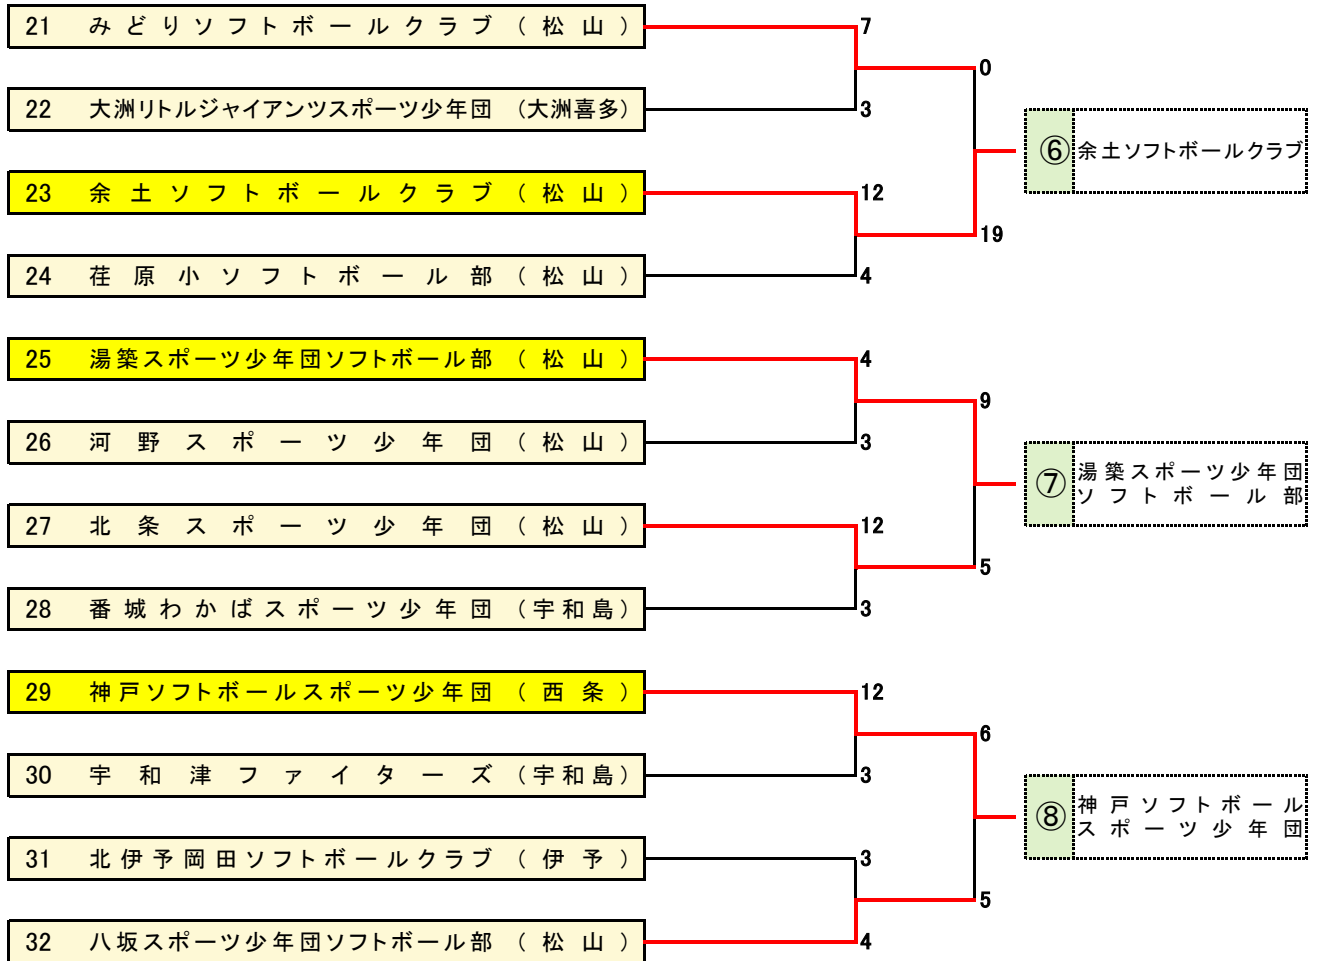 21 みどりソフトボールクラブ（松山） 7
0
22 大洲リトルジャイアンツスポーツ少年団（大洲喜多） 3
⑥ 余土ソフトボールクラブ
23 余土ソフトボールクラブ（松山） 12
19
24 荏原小ソフトボール部（松山） 4
25 湯築スポーツ少年団ソフトボール部（松山） 4
9
26 河野スポーツ少年団（松山） 3
⑦ 湯築スポーツ少年団
ソフトボール部
27 北条スポーツ少年団（松山） 12
5
28 番城わかばスポーツ少年団（宇和島） 3
29 神戸ソフトボールスポーツ少年団（西条） 12
6
30 宇和津ファイターズ（宇和島） 3
⑧ 神戸ソフトボール
スポーツ少年団
31 北伊予岡田ソフトボールクラブ（伊予） 3
5
32 八坂スポーツ少年団ソフトボール部（松山） 4